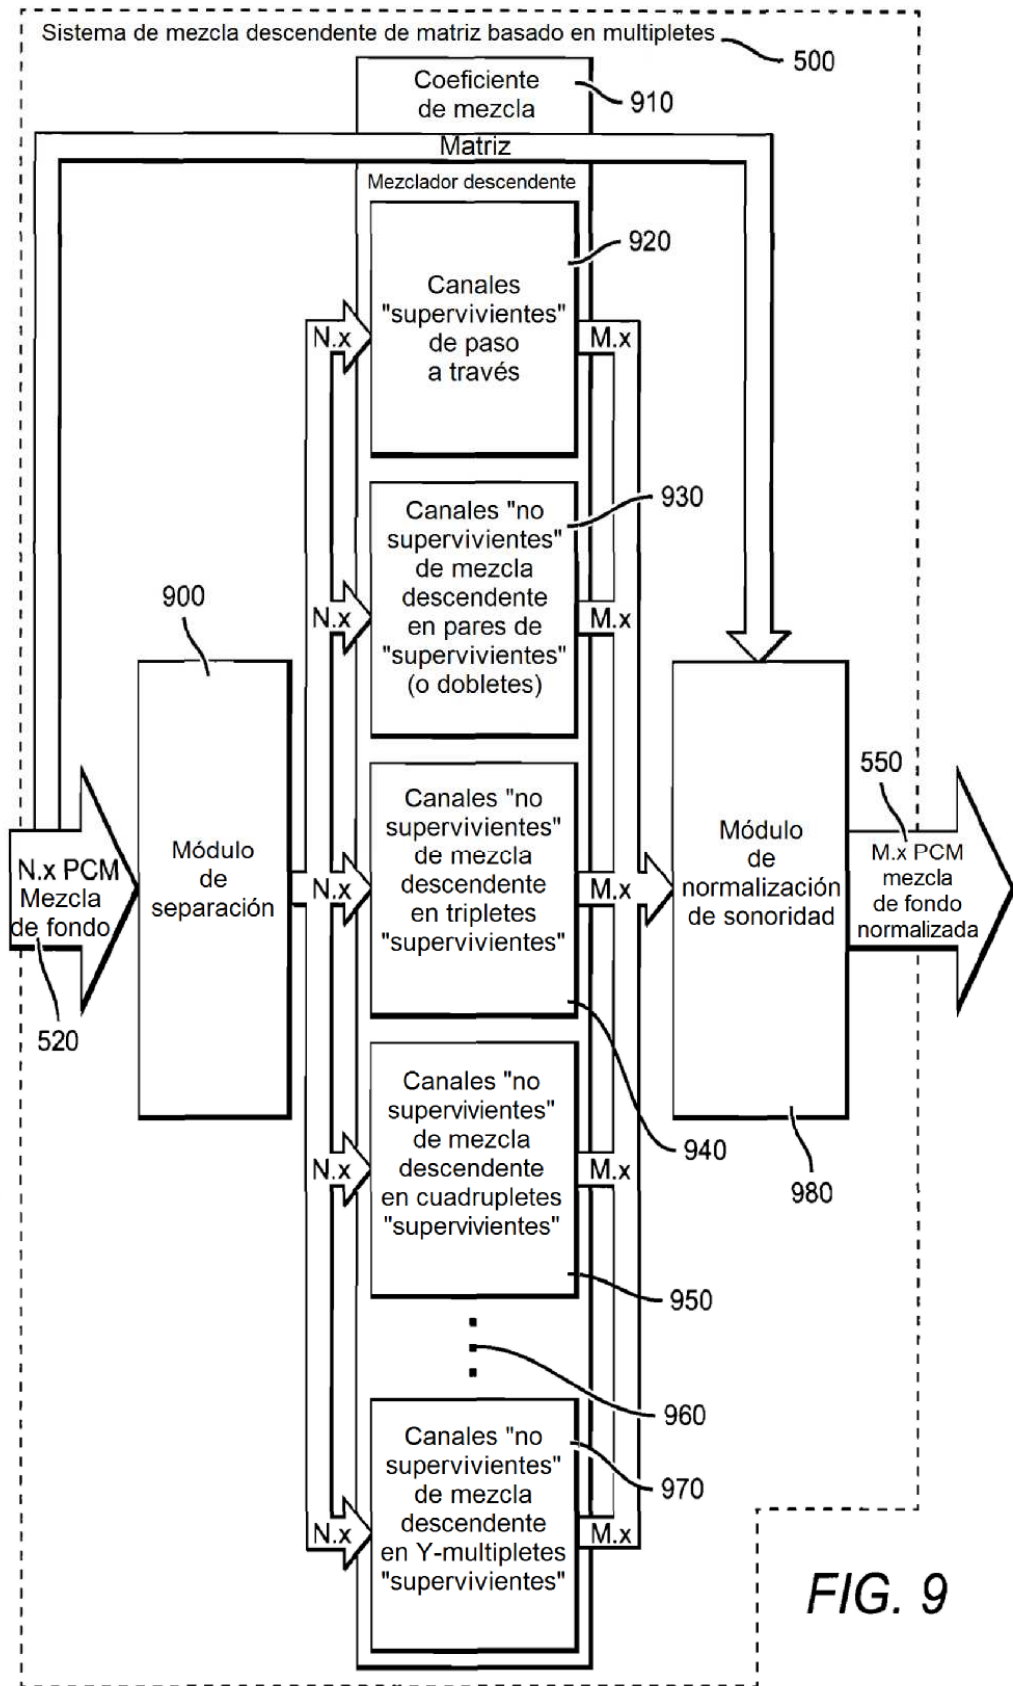 Sistema de mezcla descendente de matriz basado en multipletes
500
Coeficiente
de mezcla
910
Matriz
Mezclador descendente
920
Canales
"supervivientes"
de paso
a través
N.x
M.x
930
Canales "no
supervivientes"
de mezcla
descendente
en pares de
"supervivientes"
(o dobletes)
N.x
M.x
900
Módulo
de
separación
N.x PCM
Mezcla
de fondo
520
Canales "no
supervivientes"
de mezcla
descendente
en tripletes
"supervivientes"
N.x
M.x
940
Módulo
de
normalización
de sonoridad
980
550
M.x PCM
mezcla
de fondo
normalizada
Canales "no
supervivientes"
de mezcla
descendente
en cuadrupletes
"supervivientes"
N.x
M.x
950
960
Canales "no
supervivientes"
de mezcla
descendente
en Y-multipletes
"supervivientes"
N.x
M.x
970
FIG. 9